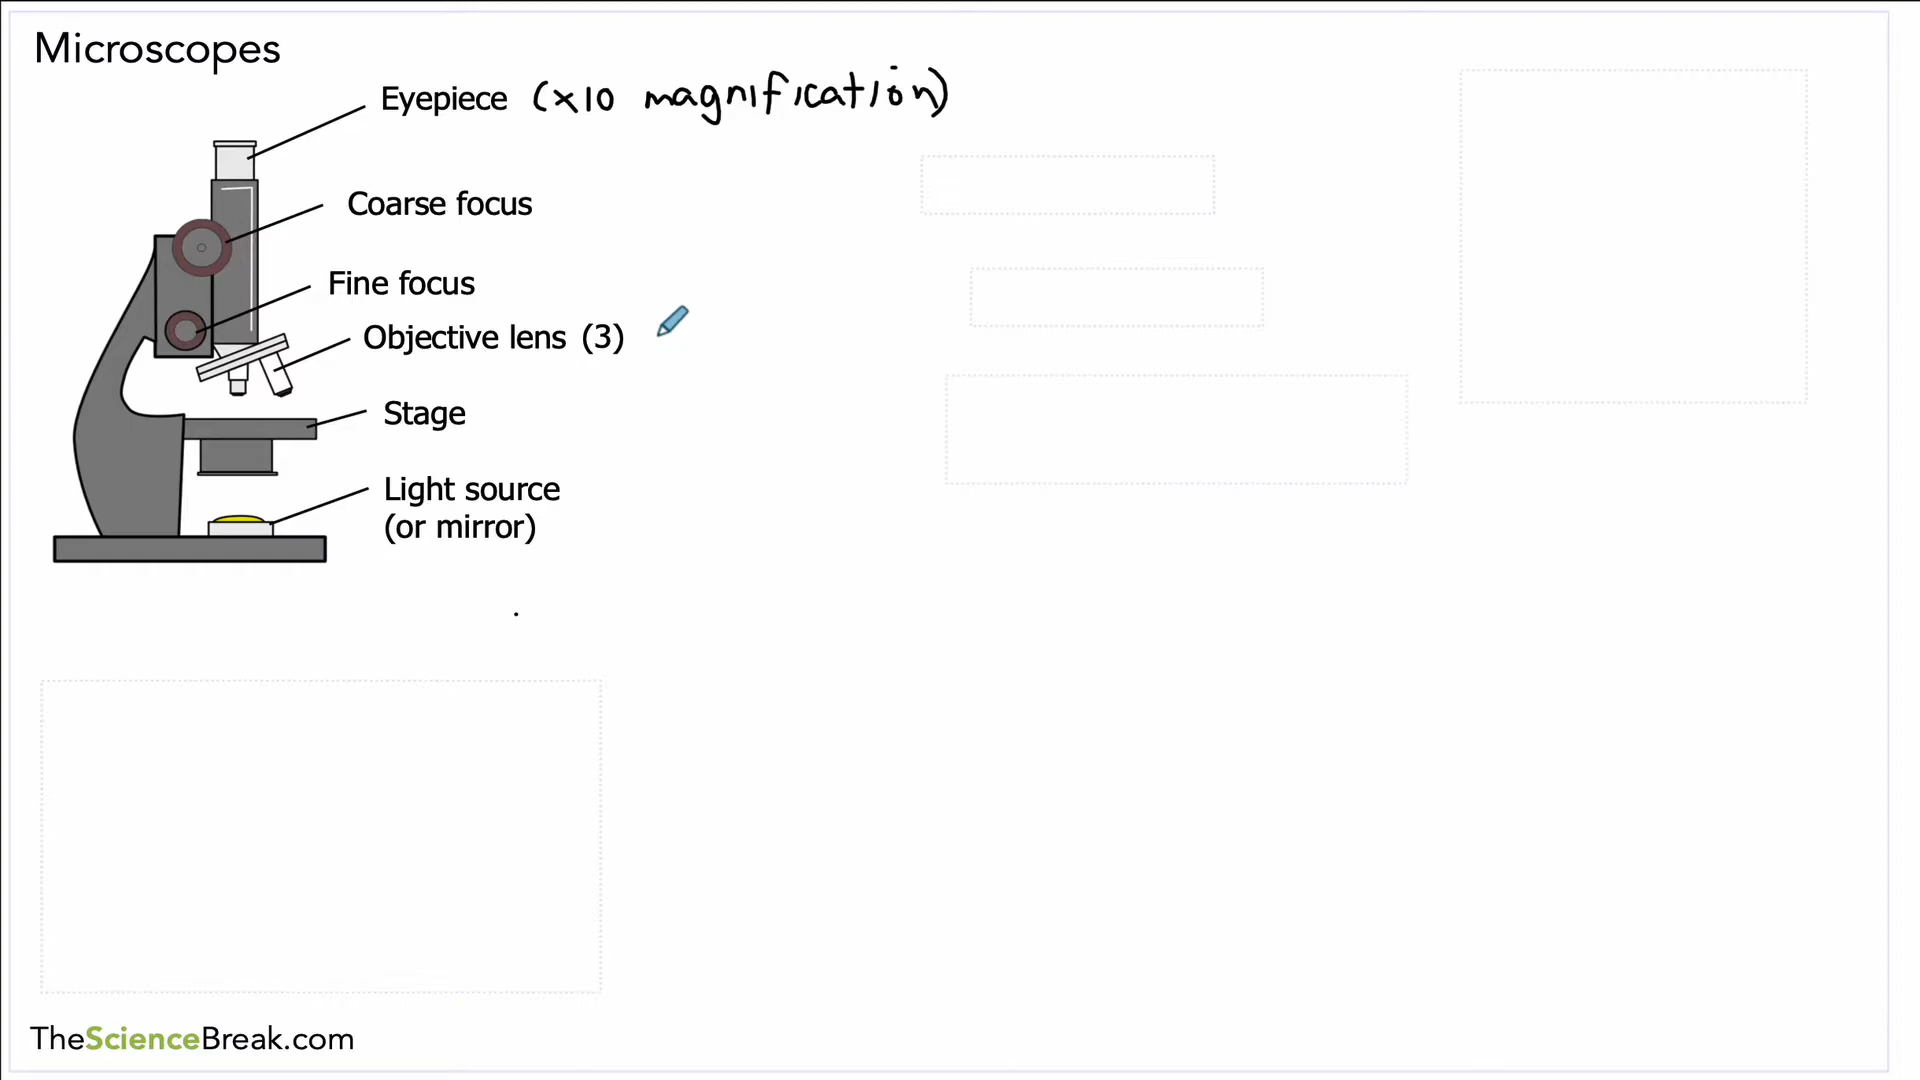 Microscopes
Eyepiece (x10 magnification)
Coarse focus
Fine focus
Objective lens (3)
Stage
Light source
(or mirror)
TheScienceBreak.com